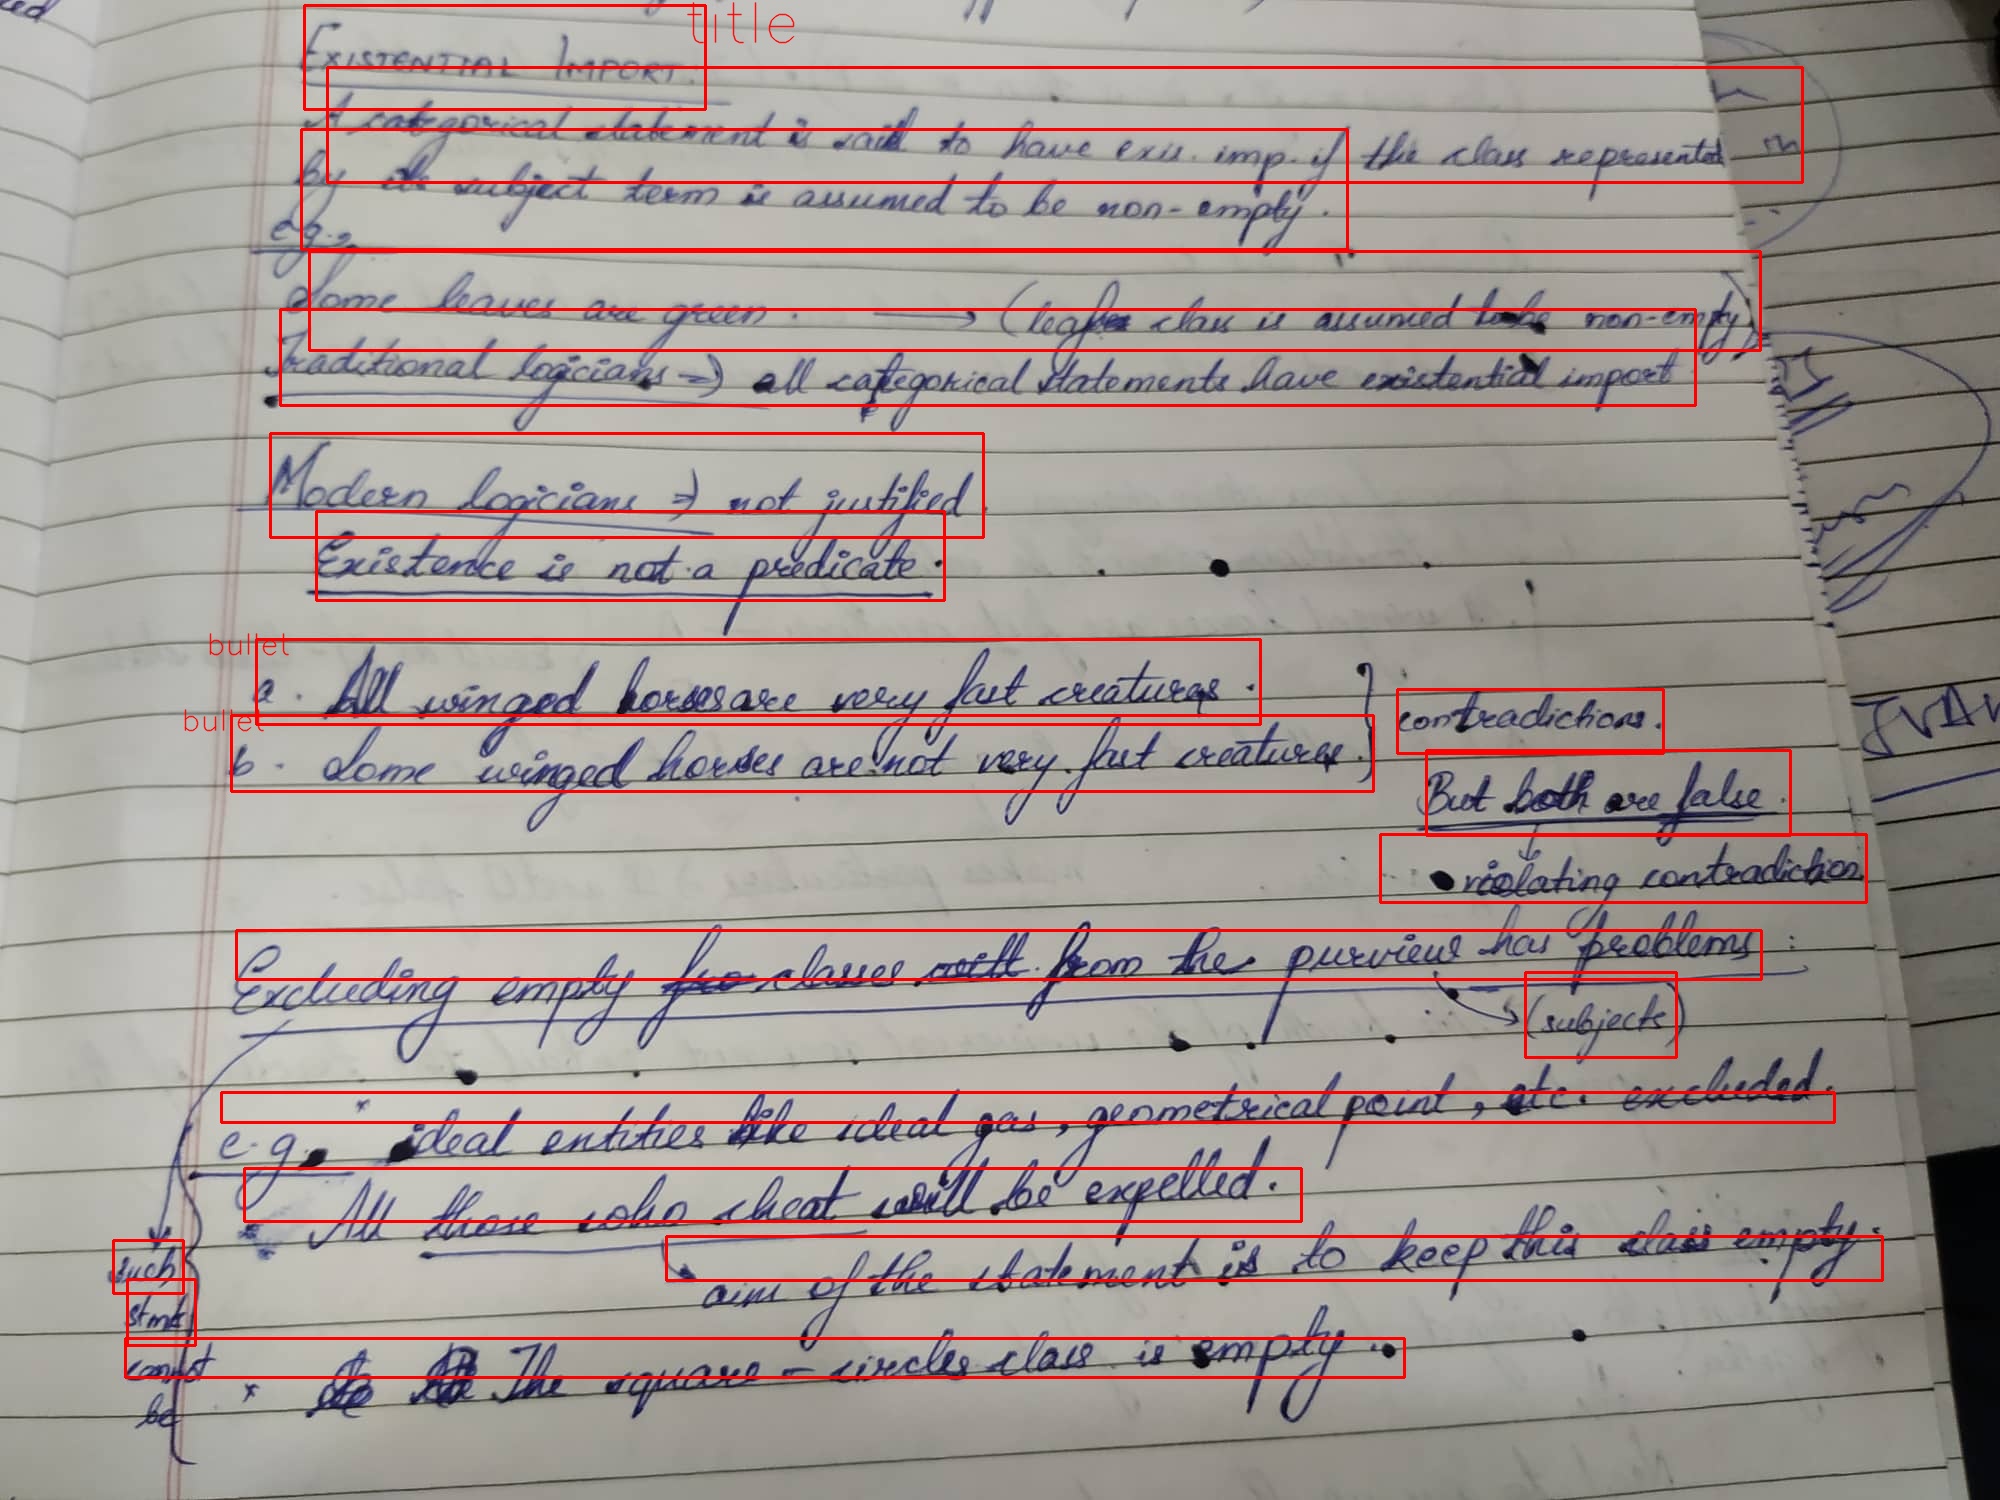 title
EXISTENTIAL IMPORT.
A categorical statement is said to have exis. imp. if the class represented
by its subject term is assumed to be non-empty.
e.g.,
Some leaves are green. → (leaf class is assumed to be non-empty)
Traditional logicians ⇒ all categorical statements have existential import
Modern logicians ⇒ not justified.
Existence is not a predicate.
bullet
a. All winged horses are very fast creatures.
bullet
b. Some winged horses are not very fast creatures.
contradictions.
But both are false.
violating contradiction
Excluding empty classes from the purview has problems:
(subjects)
e.g. * ideal entities like ideal gas, geometrical point, etc. excluded.
* All those who cheat will be expelled.
aim of the statement is to keep this class empty.
such
stmts
cannot
be
* The square-circles class is empty.